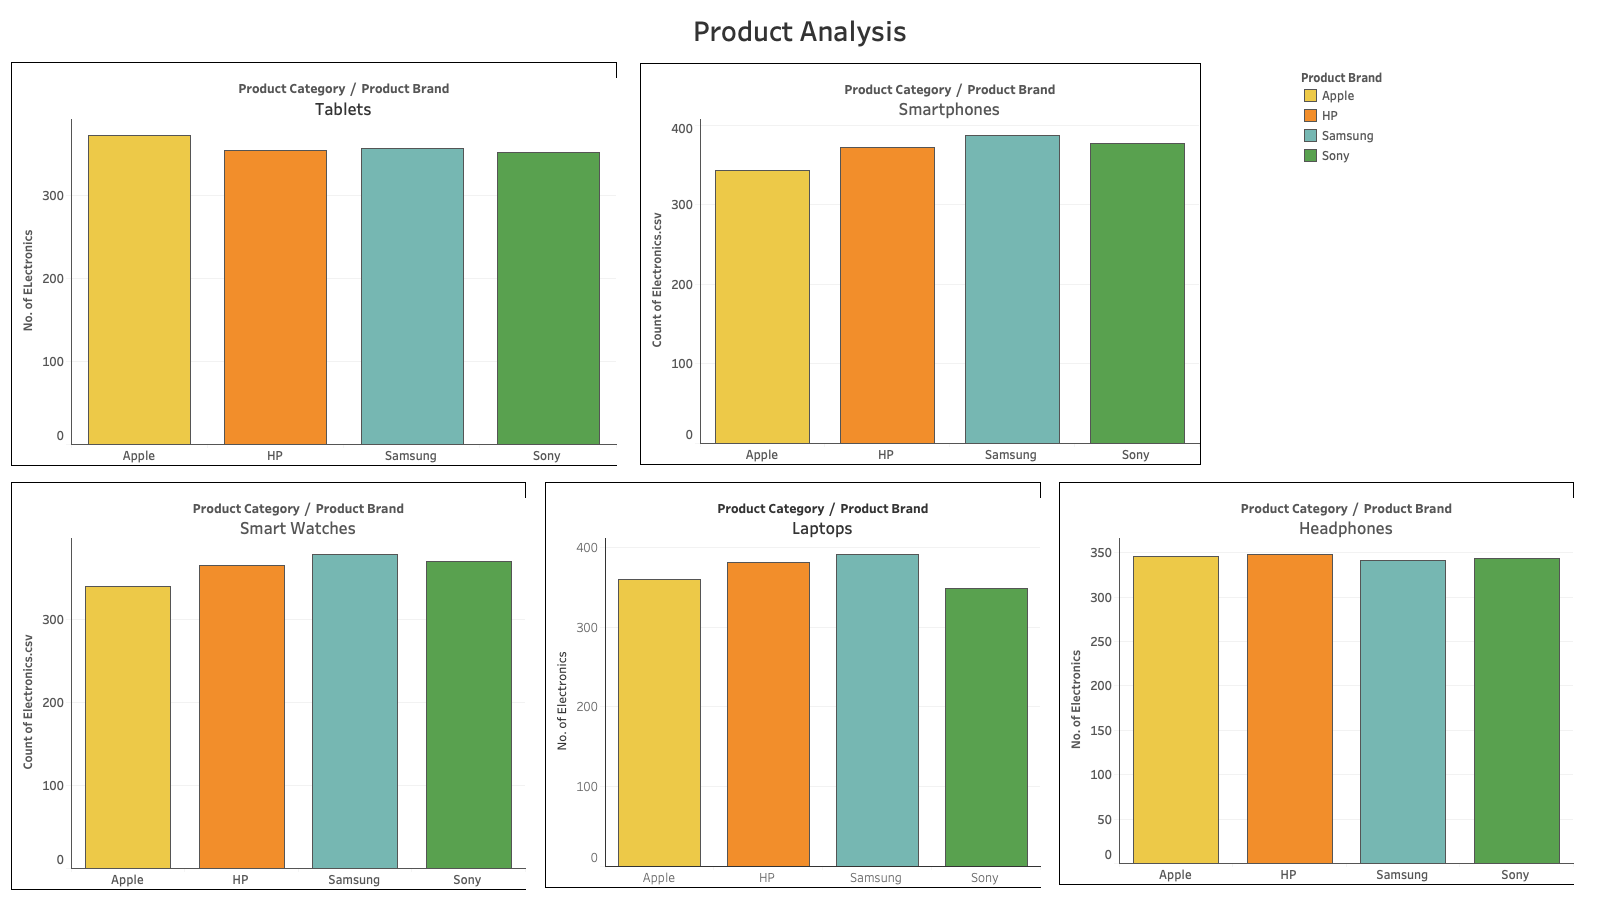 Product Analysis
Product Category / Product Brand
Tablets
No. of ELectronics
300
200
100
0
Apple HP Samsung Sony
Product Category / Product Brand
Smartphones
Count of Electronics.csv
400
300
200
100
0
Apple HP Samsung Sony
Product Brand
Apple
HP
Samsung
Sony
Product Category / Product Brand
Smart Watches
Count of Electronics.csv
300
200
100
0
Apple HP Samsung Sony
Product Category / Product Brand
Laptops
No. of Electronics
400
300
200
100
0
Apple HP Samsung Sony
Product Category / Product Brand
Headphones
No. of Electronics
350
300
250
200
150
100
50
0
Apple HP Samsung Sony